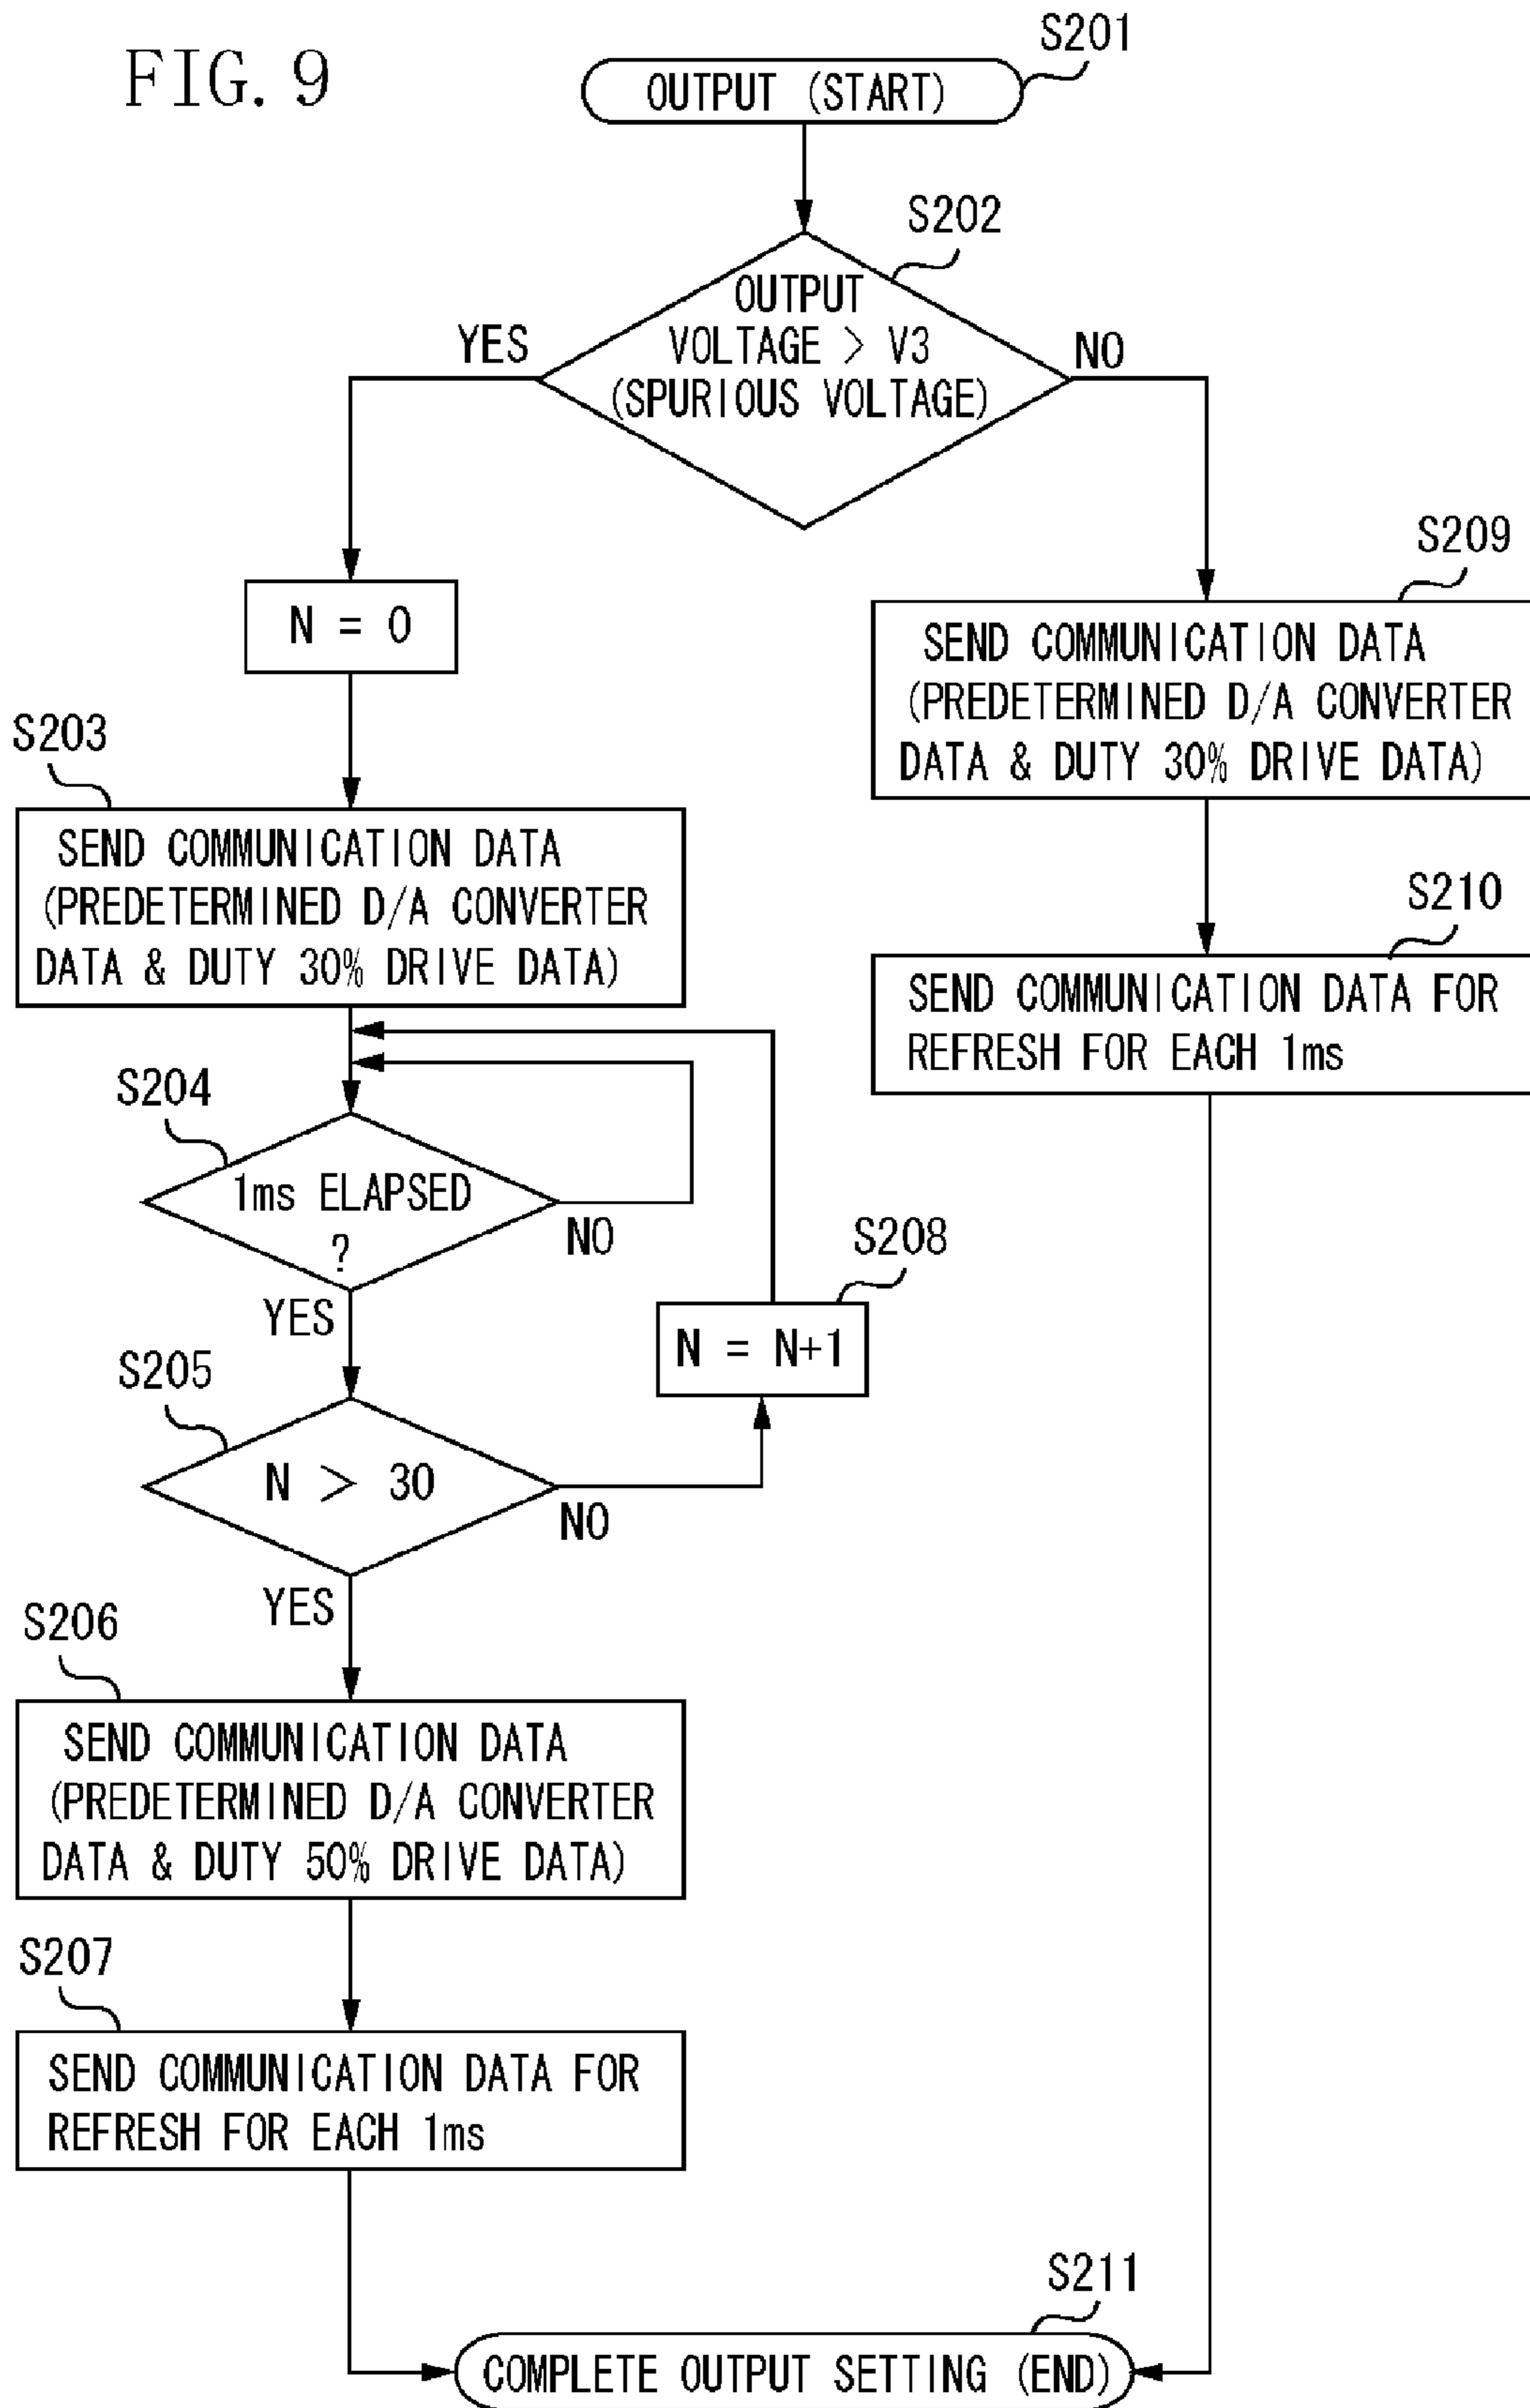 FIG. 9
S201
OUTPUT (START)
S202
OUTPUT
VOLTAGE > V3
(SPURIOUS VOLTAGE)
YES
NO
N = 0
S203
SEND COMMUNICATION DATA
(PREDETERMINED D/A CONVERTER
DATA & DUTY 30% DRIVE DATA)
S209
SEND COMMUNICATION DATA
(PREDETERMINED D/A CONVERTER
DATA & DUTY 30% DRIVE DATA)
S210
SEND COMMUNICATION DATA FOR
REFRESH FOR EACH 1ms
S204
1ms ELAPSED
?
NO
YES
S208
N = N+1
S205
N > 30
NO
YES
S206
SEND COMMUNICATION DATA
(PREDETERMINED D/A CONVERTER
DATA & DUTY 50% DRIVE DATA)
S207
SEND COMMUNICATION DATA FOR
REFRESH FOR EACH 1ms
S211
COMPLETE OUTPUT SETTING (END)